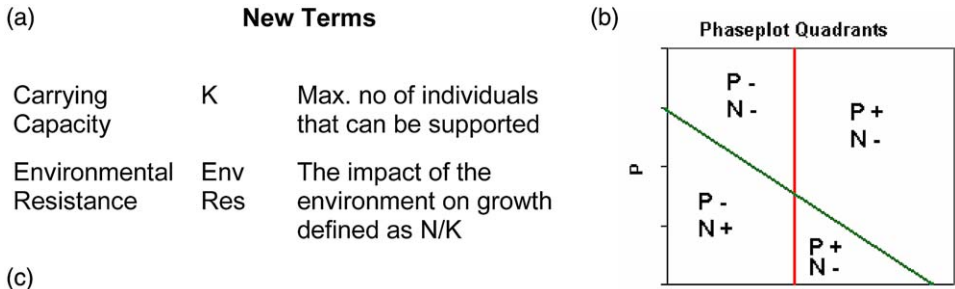 (a)
New Terms
Carrying Capacity K Max. no of individuals
that can be supported
Environmental Env The impact of the
Resistance Res environment on growth
defined as N/K
(b)
Phaseplot Quadrants
P -
N -
P +
N -
P
P -
N +
P +
N -
(c)